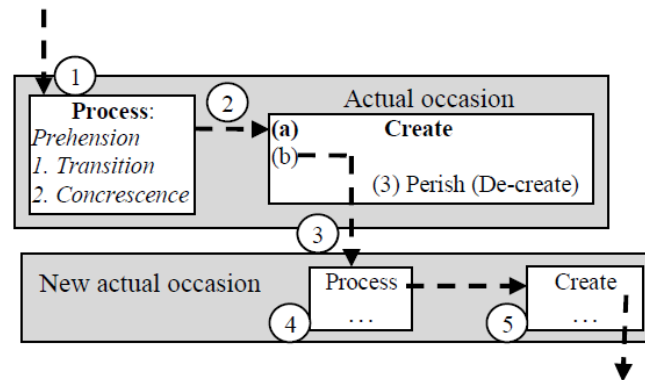 1
Process:
Prehension
1. Transition
2. Concrescence
2
Actual occasion
(a) Create
(b)
(3) Perish (De-create)
3
New actual occasion
Process
...
4
Create
...
5